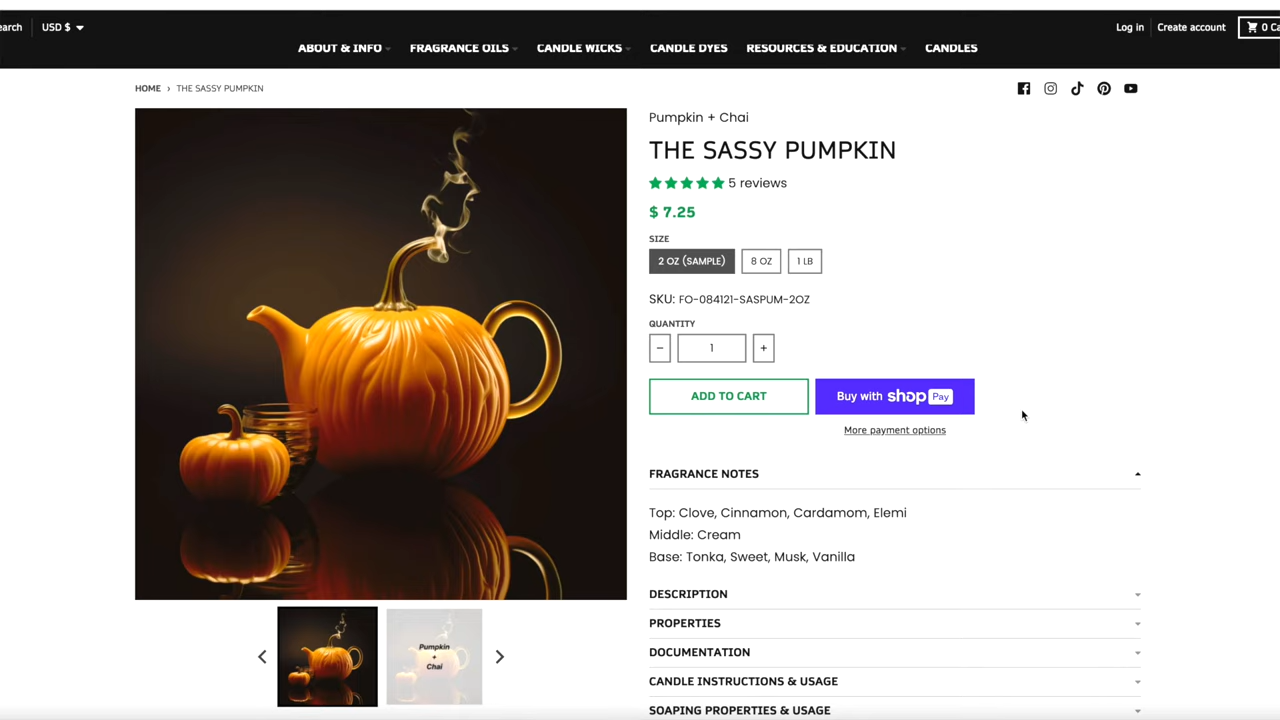 earch
USD $
Log in
Create account
0 Ca
ABOUT & INFO
FRAGRANCE OILS
CANDLE WICKS
CANDLE DYES
RESOURCES & EDUCATION
CANDLES
HOME › THE SASSY PUMPKIN
Pumpkin + Chai
THE SASSY PUMPKIN
5 reviews
$ 7.25
SIZE
2 OZ (SAMPLE)
8 OZ
1 LB
SKU: FO-084121-SASPUM-2OZ
QUANTITY
− 1 +
ADD TO CART
Buy with shop Pay
More payment options
FRAGRANCE NOTES
Top: Clove, Cinnamon, Cardamom, Elemi
Middle: Cream
Base: Tonka, Sweet, Musk, Vanilla
DESCRIPTION
PROPERTIES
DOCUMENTATION
CANDLE INSTRUCTIONS & USAGE
SOAPING PROPERTIES & USAGE
Pumpkin
+
Chai